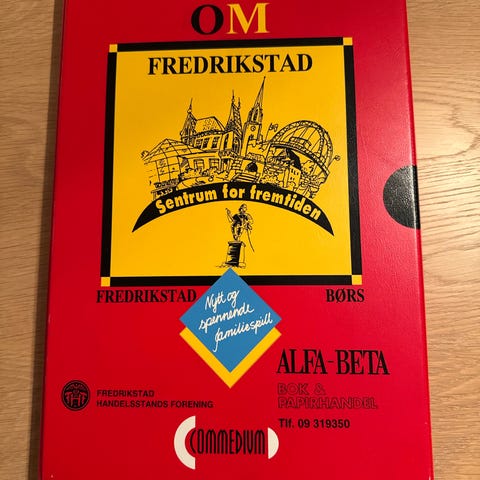 OM
FREDRIKSTAD
Sentrum for fremtiden
FREDRIKSTAD
BØRS
Nytt og
spennende
familiespill
ALFA-BETA
BOK &
PAPIRHANDEL
Tlf. 09 319350
FREDRIKSTAD
HANDELSSTANDS FORENING
COMMEDIUM